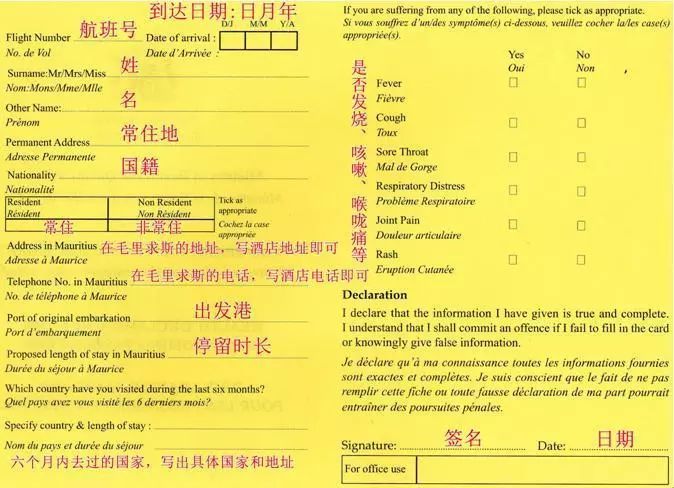 到达日期:日月年
D/J M/M Y/A
Flight Number 航班号 Date of arrival :
No. de Vol Date d'Arrivée :
Surname:Mr/Mrs/Miss 姓
Nom:Mons/Mme/Mlle
Other Name: 名
Prénom
Permanent Address 常住地
Adresse Permanente
Nationality 国籍
Nationalité
Resident Non Resident Tick as
Résident Non Résident appropriate
常住 非常住 Cochez la case
appropriée
Address in Mauritius 在毛里求斯的地址，写酒店地址即可
Adresse à Maurice
Telephone No. in Mauritius 在毛里求斯的电话，写酒店电话即可
No. de téléphone à Maurice
Port of original embarkation 出发港
Port d'embarquement
Proposed length of stay in Mauritius 停留时长
Durée du séjour à Maurice
Which country have you visited during the last six months?
Quel pays avez vous visité les 6 derniers mois?
Specify country & length of stay :
Nom du pays et durée du séjour
六个月内去过的国家，写出具体国家和地址
If you are suffering from any of the following, please tick as appropriate.
Si vous souffrez d'un/des symptôme(s) ci-dessous, veuillez cocher la/les case(s)
appropriée(s).
Yes No
Oui Non
是否发烧、咳嗽、喉咙痛等
Fever
Fièvre
Cough
Toux
Sore Throat
Mal de Gorge
Respiratory Distress
Problème Respiratoire
Joint Pain
Douleur articulaire
Rash
Eruption Cutanée
Declaration
I declare that the information I have given is true and complete.
I understand that I shall commit an offence if I fail to fill in the card
or knowingly give false information.
Je déclare qu'à ma connaissance toutes les informations fournies
sont exactes et complètes. Je suis conscient que le fait de ne pas
remplir cette fiche ou toute fausse déclaration de ma part pourrait
entraîner des poursuites pénales.
Signature: 签名 Date: 日期
For office use